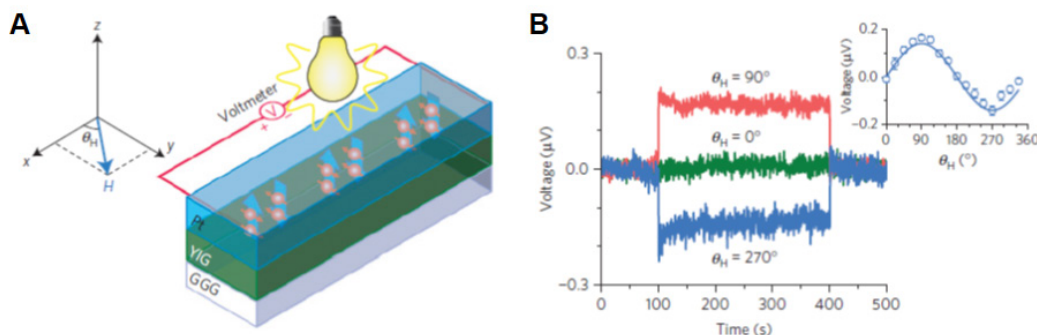 A
z
x
y
θH
H
Voltmeter
V
+
−
Pt
YIG
GGG
B
Voltage (μV)
0.3
0.0
−0.3
θH = 90°
θH = 0°
θH = 270°
0 100 200 300 400 500
Time (s)
Voltage (μV)
0.2
0.0
−0.2
0 90 180 270 360
θH (°)